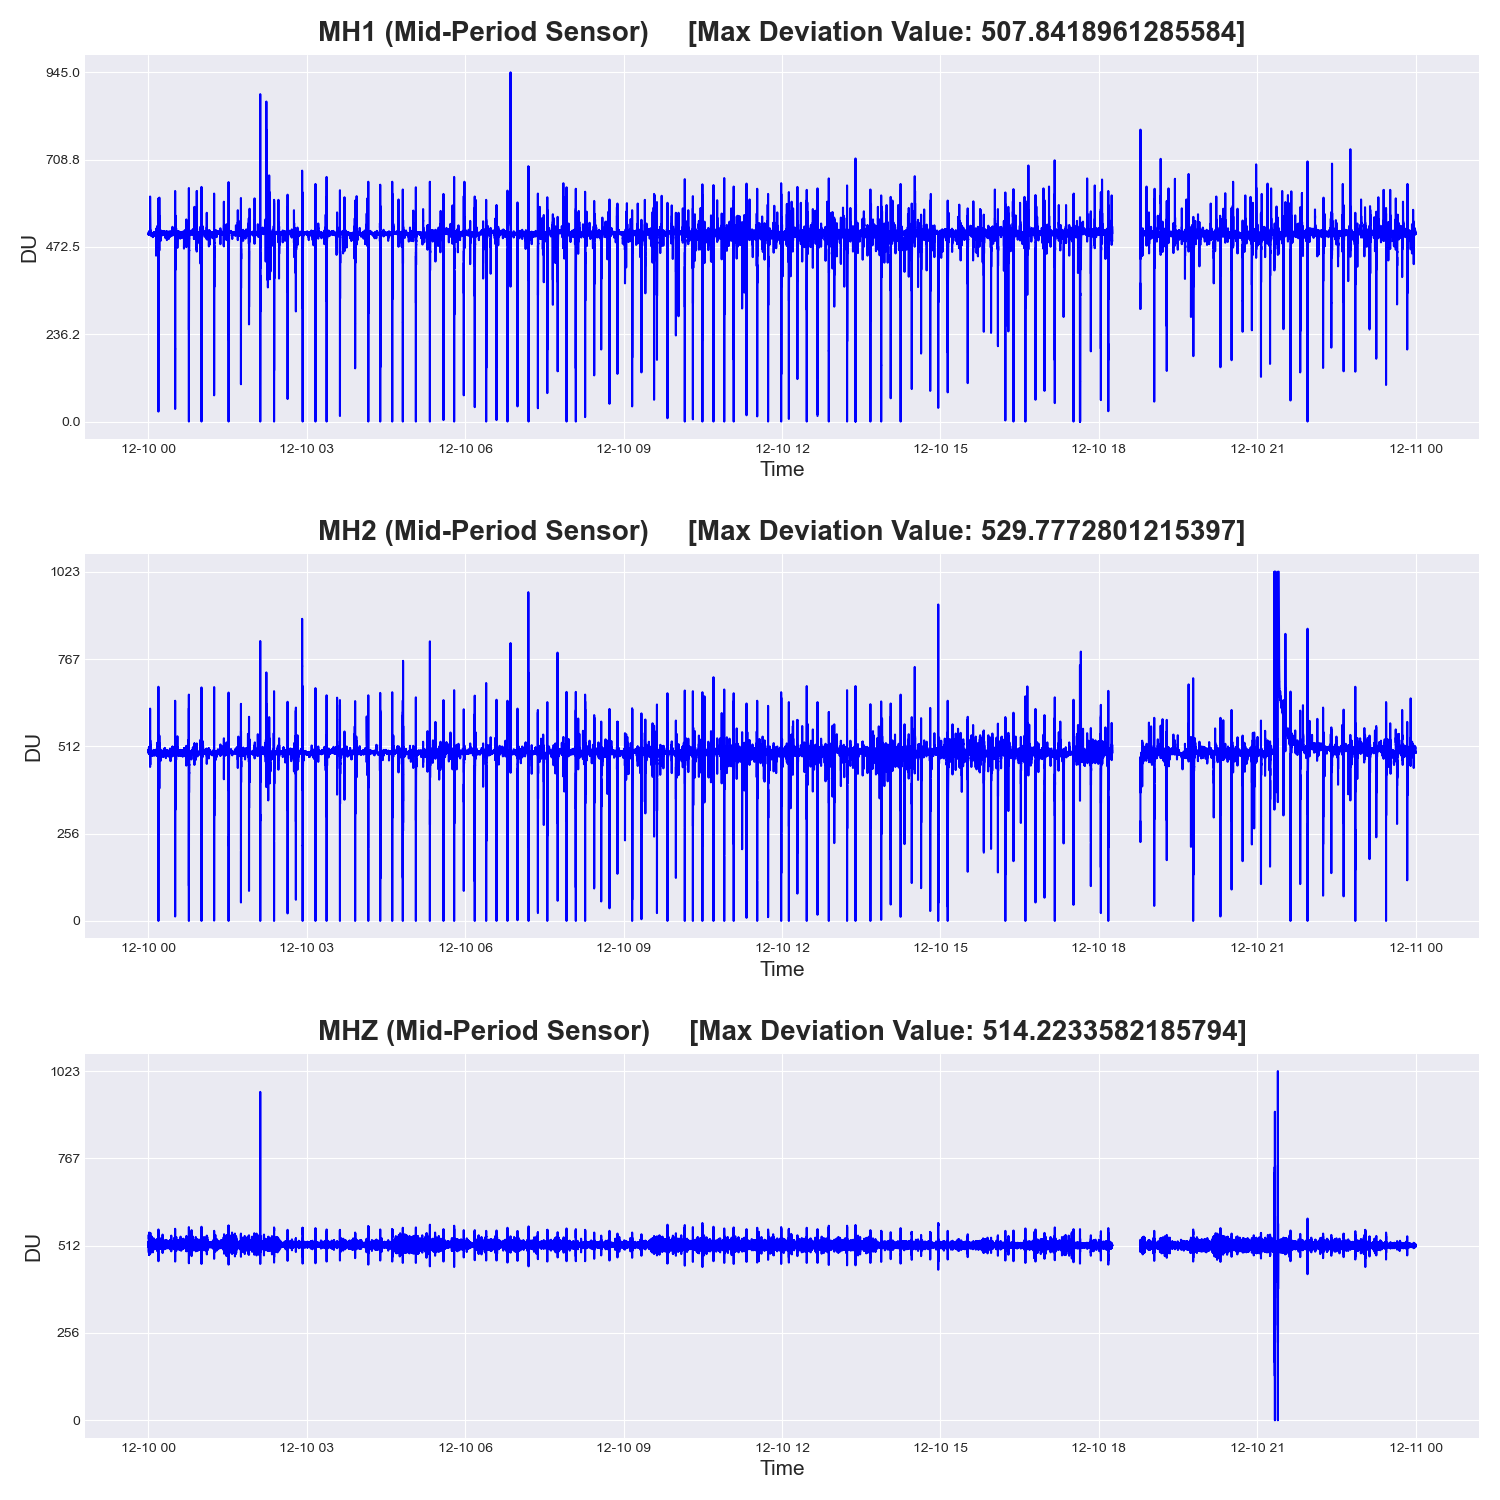 MH1 (Mid-Period Sensor) [Max Deviation Value: 507.8418961285584]
945.0
708.8
472.5
236.2
0.0
DU
12-10 00 12-10 03 12-10 06 12-10 09 12-10 12 12-10 15 12-10 18 12-10 21 12-11 00
Time
MH2 (Mid-Period Sensor) [Max Deviation Value: 529.7772801215397]
1023
767
512
256
0
DU
12-10 00 12-10 03 12-10 06 12-10 09 12-10 12 12-10 15 12-10 18 12-10 21 12-11 00
Time
MHZ (Mid-Period Sensor) [Max Deviation Value: 514.2233582185794]
1023
767
512
256
0
DU
12-10 00 12-10 03 12-10 06 12-10 09 12-10 12 12-10 15 12-10 18 12-10 21 12-11 00
Time